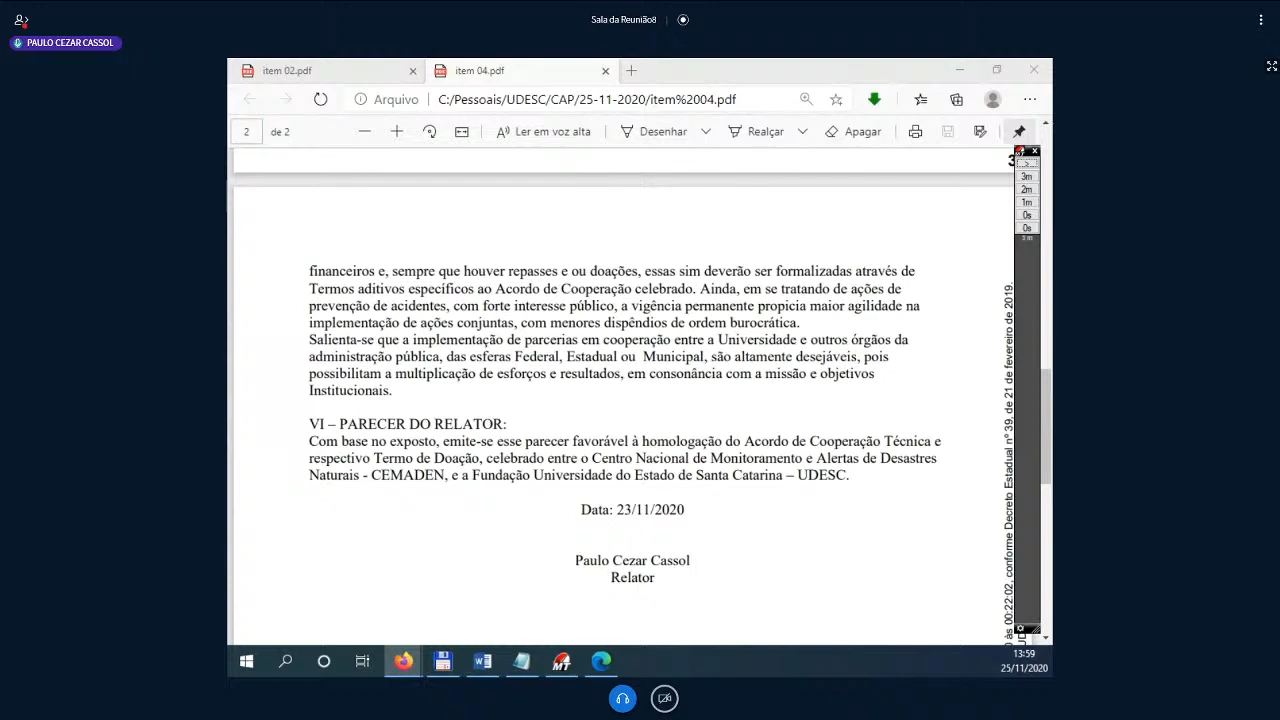 Sala da Reunião8
PAULO CEZAR CASSOL
item 02.pdf
item 04.pdf
Arquivo
C:/Pessoais/UDESC/CAP/25-11-2020/item%2004.pdf
2
de 2
Ler em voz alta
Desenhar
Realçar
Apagar
3
>
3m
2m
1m
0s
0s
financeiros e, sempre que houver repasses e ou doações, essas sim deverão ser formalizadas através de
Termos aditivos específicos ao Acordo de Cooperação celebrado. Ainda, em se tratando de ações de
prevenção de acidentes, com forte interesse público, a vigência permanente propicia maior agilidade na
implementação de ações conjuntas, com menores dispêndios de ordem burocrática.
Salienta-se que a implementação de parcerias em cooperação entre a Universidade e outros órgãos da
administração pública, das esferas Federal, Estadual ou Municipal, são altamente desejáveis, pois
possibilitam a multiplicação de esforços e resultados, em consonância com a missão e objetivos
Institucionais.
VI – PARECER DO RELATOR:
Com base no exposto, emite-se esse parecer favorável à homologação do Acordo de Cooperação Técnica e
respectivo Termo de Doação, celebrado entre o Centro Nacional de Monitoramento e Alertas de Desastres
Naturais - CEMADEN, e a Fundação Universidade do Estado de Santa Catarina – UDESC.
Data: 23/11/2020
Paulo Cezar Cassol
Relator
às 00:22:02, conforme Decreto Estadual nº 39, de 21 de fevereiro de 2019.
MT
13:59
25/11/2020